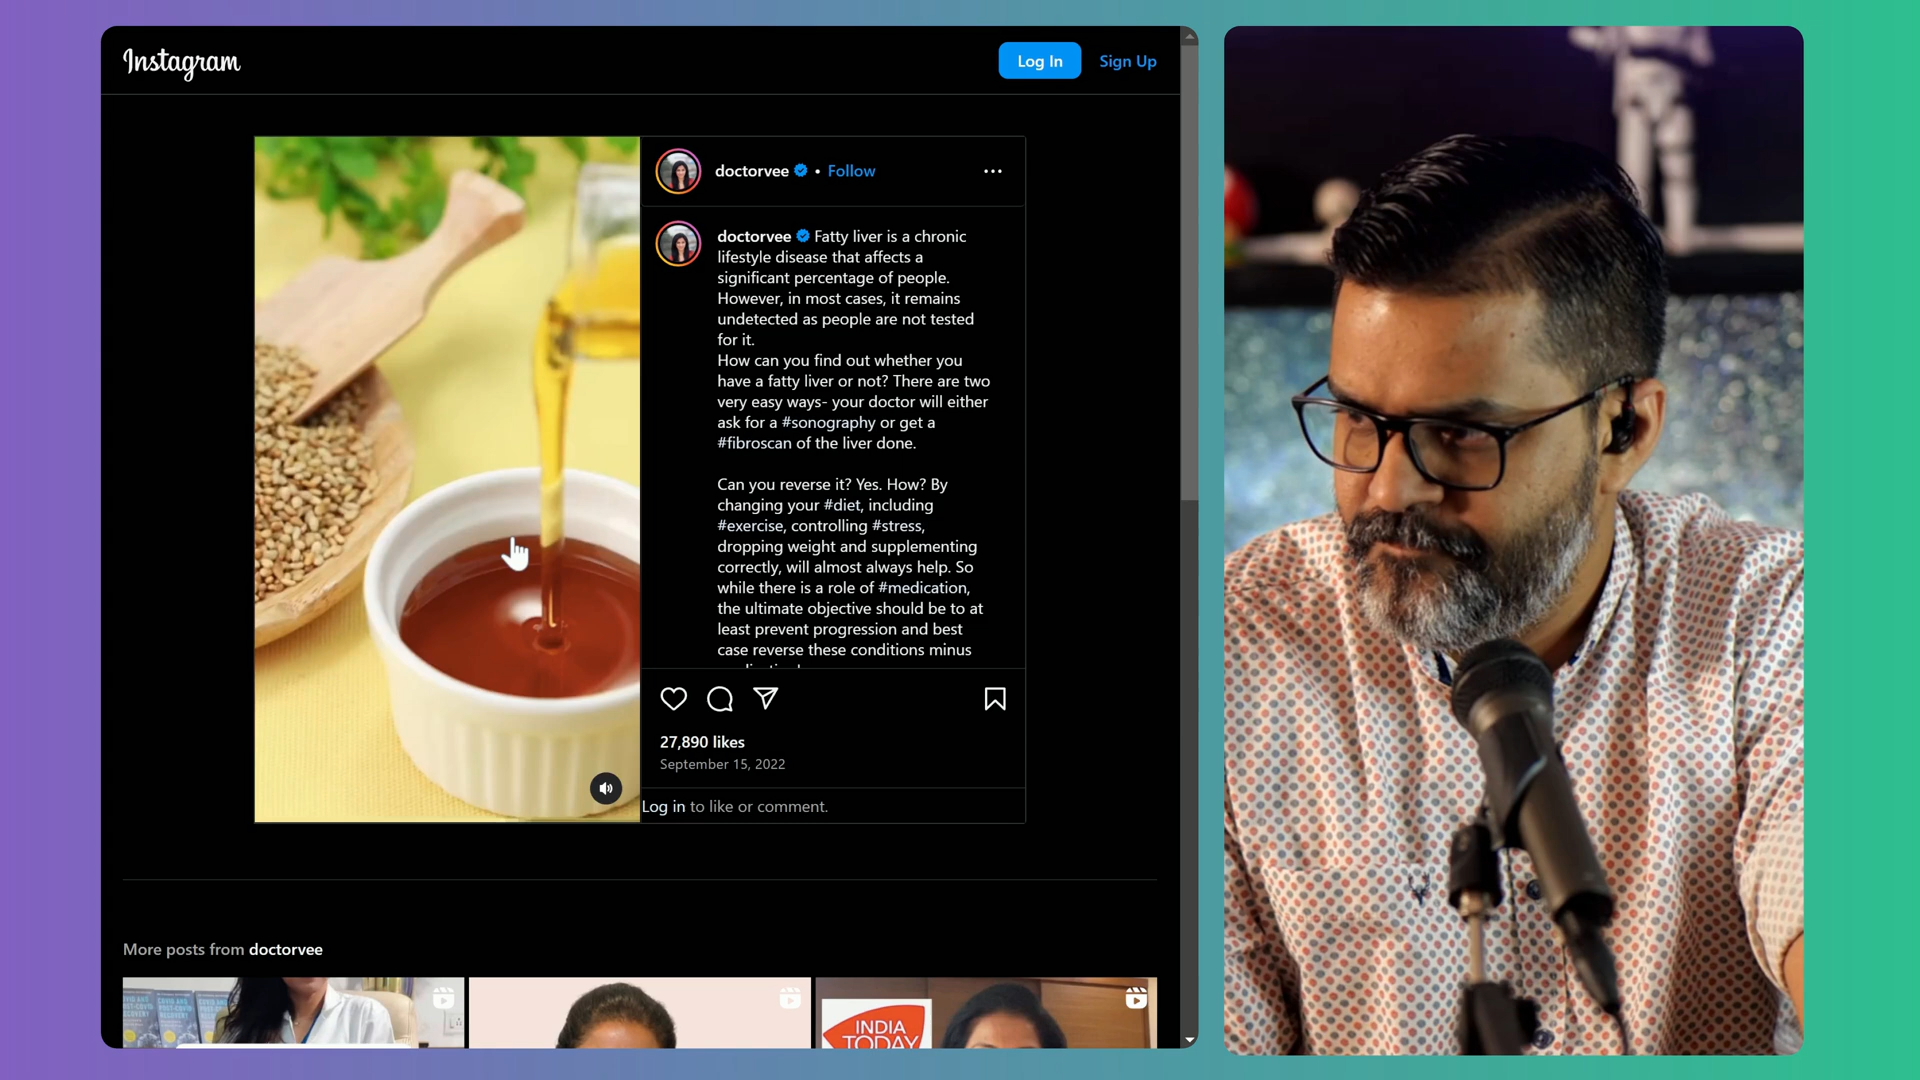 Instagram
Log In
Sign Up
doctorvee • Follow
doctorvee Fatty liver is a chronic
lifestyle disease that affects a
significant percentage of people.
However, in most cases, it remains
undetected as people are not tested
for it.
How can you find out whether you
have a fatty liver or not? There are two
very easy ways- your doctor will either
ask for a #sonography or get a
#fibroscan of the liver done.
Can you reverse it? Yes. How? By
changing your #diet, including
#exercise, controlling #stress,
dropping weight and supplementing
correctly, will almost always help. So
while there is a role of #medication,
the ultimate objective should be to at
least prevent progression and best
case reverse these conditions minus
27,890 likes
September 15, 2022
Log in to like or comment.
More posts from doctorvee
INDIA
TODAY